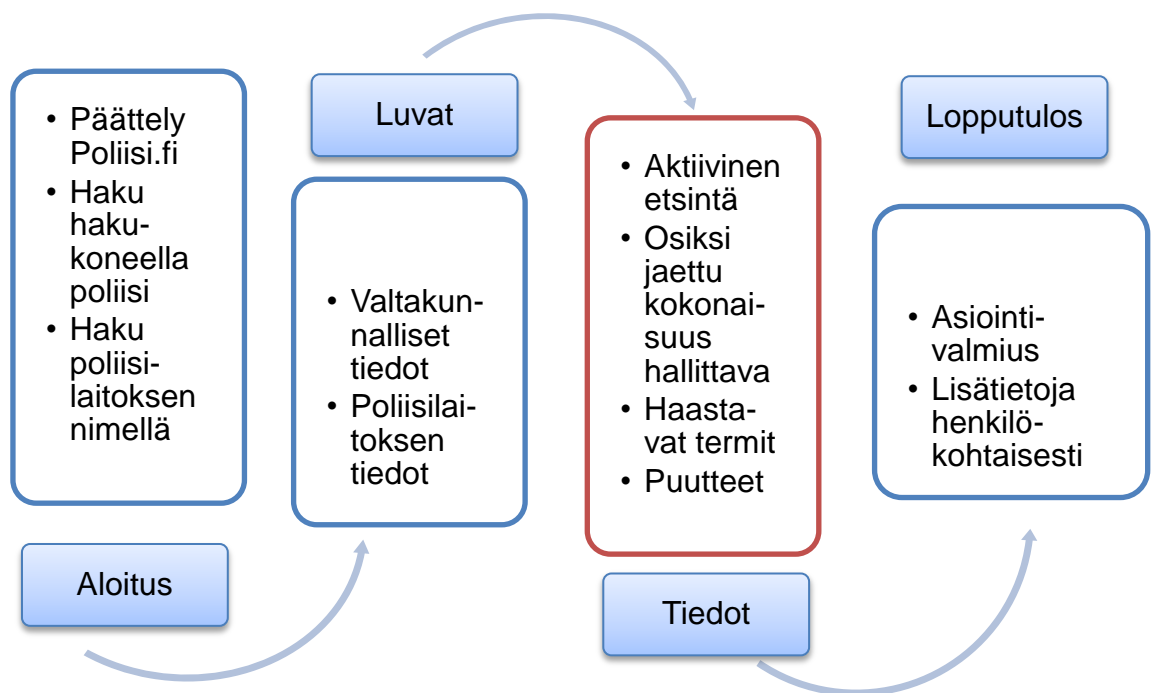 • Päättely
Poliisi.fi
• Haku
haku-
koneella
poliisi
• Haku
poliisi-
laitoksen
nimellä
Aloitus
Luvat
• Valtakun-
nalliset
tiedot
• Poliisilai-
toksen
tiedot
• Aktiivinen
etsintä
• Osiksi
jaettu
kokonai-
suus
hallittava
• Haasta-
vat termit
• Puutteet
Tiedot
Lopputulos
• Asiointi-
valmius
• Lisätietoja
henkilö-
kohtaisesti